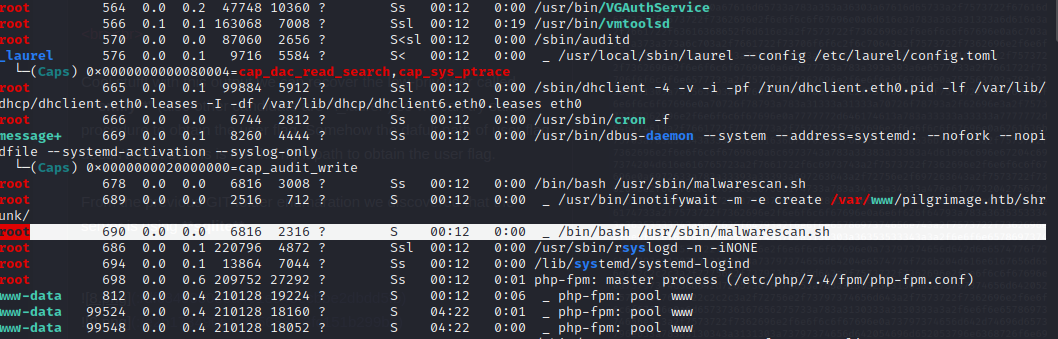 root 564 0.0 0.2 47748 10360 ? Ss 00:12 0:00 /usr/bin/VGAuthService
root 566 0.1 0.1 163068 7008 ? Ssl 00:12 0:19 /usr/bin/vmtoolsd
root 570 0.0 0.0 87060 2656 ? S<sl 00:12 0:00 /sbin/auditd
_laurel 576 0.0 0.1 9716 5584 ? S< 00:12 0:00 _ /usr/local/sbin/laurel --config /etc/laurel/config.toml
└─(Caps) 0×0000000000080004=cap_dac_read_search,cap_sys_ptrace
root 665 0.0 0.1 99884 5912 ? Ssl 00:12 0:00 /sbin/dhclient -4 -v -i -pf /run/dhclient.eth0.pid -lf /var/lib/
dhcp/dhclient.eth0.leases -I -df /var/lib/dhcp/dhclient6.eth0.leases eth0
root 666 0.0 0.0 6744 2812 ? Ss 00:12 0:00 /usr/sbin/cron -f
message+ 669 0.0 0.1 8260 4444 ? Ss 00:12 0:00 /usr/bin/dbus-daemon --system --address=systemd: --nofork --nopi
dfile --systemd-activation --syslog-only
└─(Caps) 0×0000000020000000=cap_audit_write
root 678 0.0 0.0 6816 3008 ? Ss 00:12 0:00 /bin/bash /usr/sbin/malwarescan.sh
root 689 0.0 0.0 2516 712 ? S 00:12 0:00 _ /usr/bin/inotifywait -m -e create /var/www/pilgrimage.htb/shr
unk/
root 690 0.0 0.0 6816 2316 ? S 00:12 0:00 _ /bin/bash /usr/sbin/malwarescan.sh
root 686 0.0 0.1 220796 4872 ? Ssl 00:12 0:00 /usr/sbin/rsyslogd -n -iNONE
root 694 0.0 0.1 13864 7044 ? Ss 00:12 0:00 /lib/systemd/systemd-logind
root 698 0.0 0.6 209752 27292 ? Ss 00:12 0:01 php-fpm: master process (/etc/php/7.4/fpm/php-fpm.conf)
www-data 812 0.0 0.4 210128 19224 ? S 00:12 0:06 _ php-fpm: pool www
www-data 99524 0.0 0.4 210128 18160 ? S 04:22 0:01 _ php-fpm: pool www
www-data 99548 0.0 0.4 210128 18052 ? S 04:22 0:00 _ php-fpm: pool www